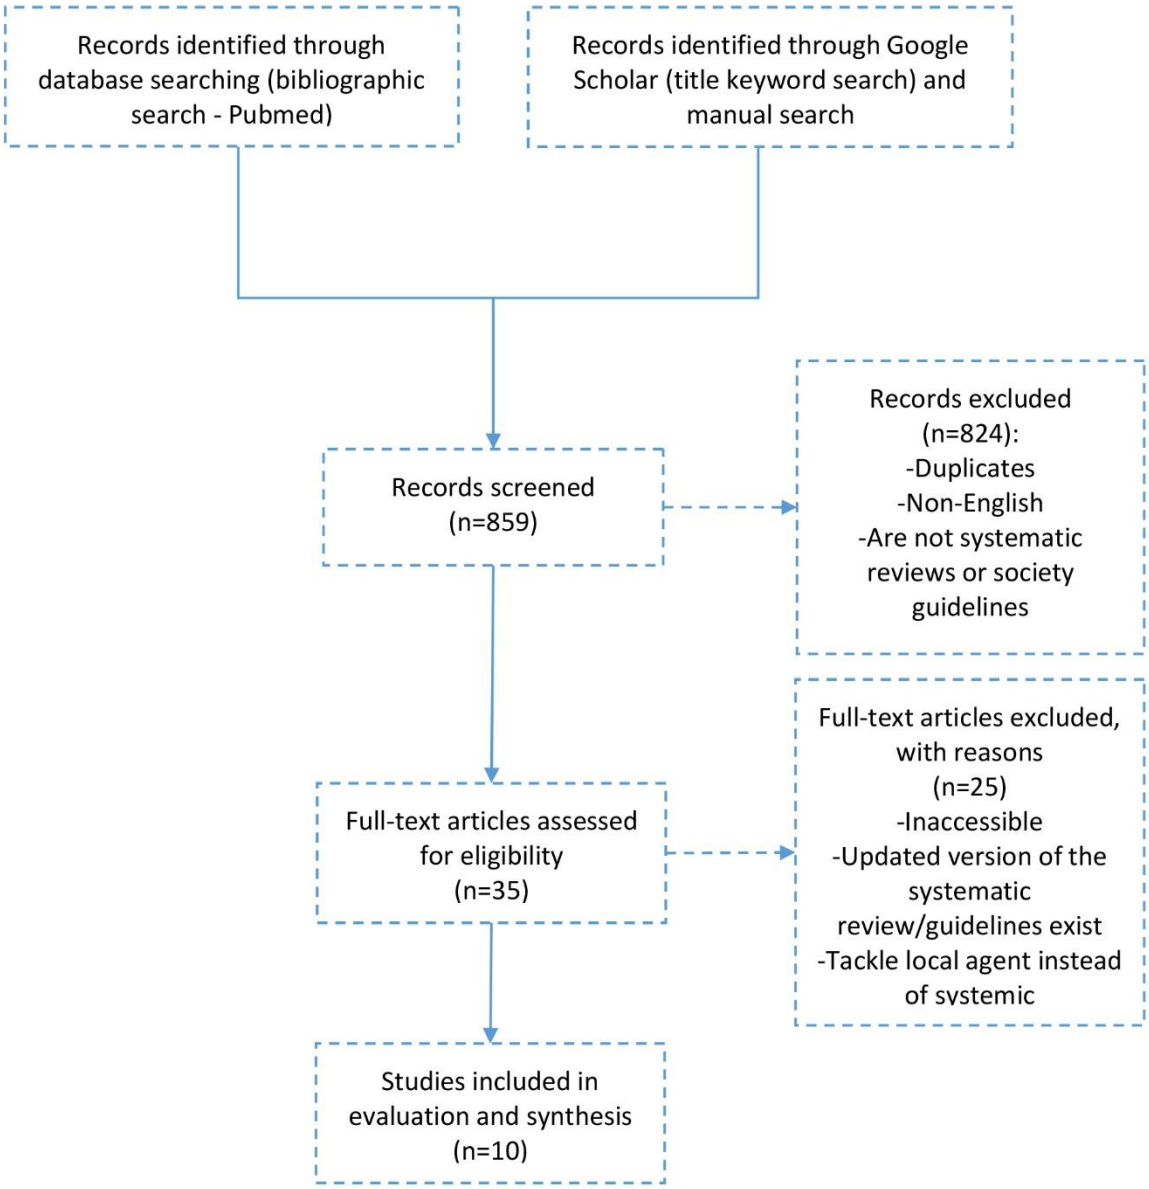 Records identified through
database searching (bibliographic
search - Pubmed)
Records identified through Google
Scholar (title keyword search) and
manual search
Records excluded
(n=824):
-Duplicates
-Non-English
-Are not systematic
reviews or society
guidelines
Records screened
(n=859)
Full-text articles excluded,
with reasons
(n=25)
-Inaccessible
-Updated version of the
systematic
review/guidelines exist
-Tackle local agent instead
of systemic
Full-text articles assessed
for eligibility
(n=35)
Studies included in
evaluation and synthesis
(n=10)